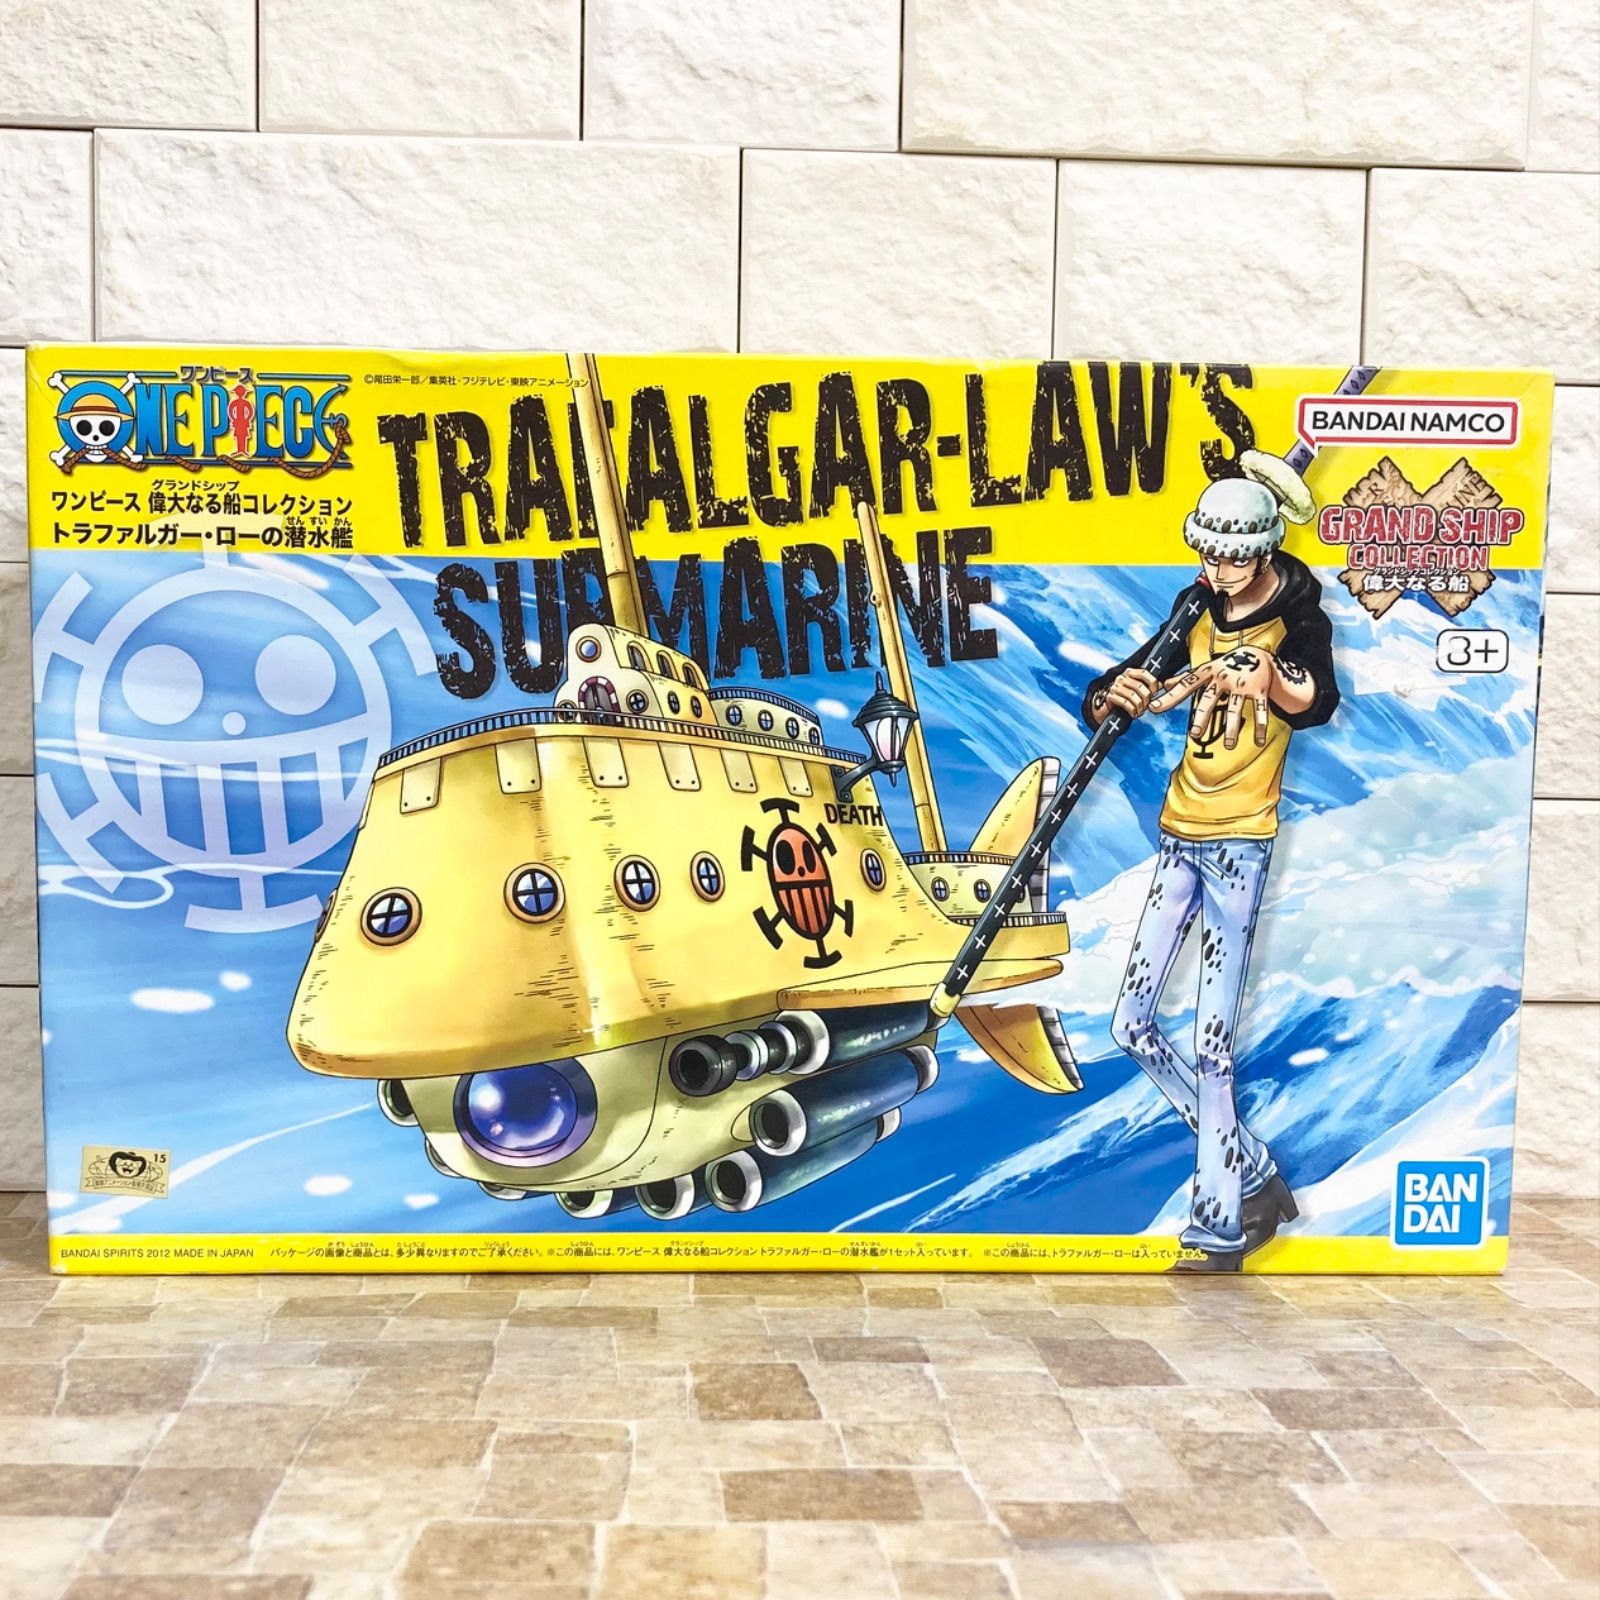 ワンピース
ONE PIECE
©尾田栄一郎／集英社・フジテレビ・東映アニメーション
グランドシップ
ワンピース 偉大なる船コレクション
せんすいかん
トラファルガー・ローの潜水艦
TRAFALGAR-LAW'S
SUBMARINE
BANDAI NAMCO
GRAND SHIP
COLLECTION
グランドシップコレクション
偉大なる船
3+
DEATH
EATH
15
BAN
DAI
BANDAI SPIRITS 2012 MADE IN JAPAN
パッケージの画像と商品とは、多少異なりますのでご了承ください。※この商品には、ワンピース 偉大なる船コレクション トラファルガー・ローの潜水艦が1セット入っています。 ※この商品には、トラファルガー・ローは入っていません。